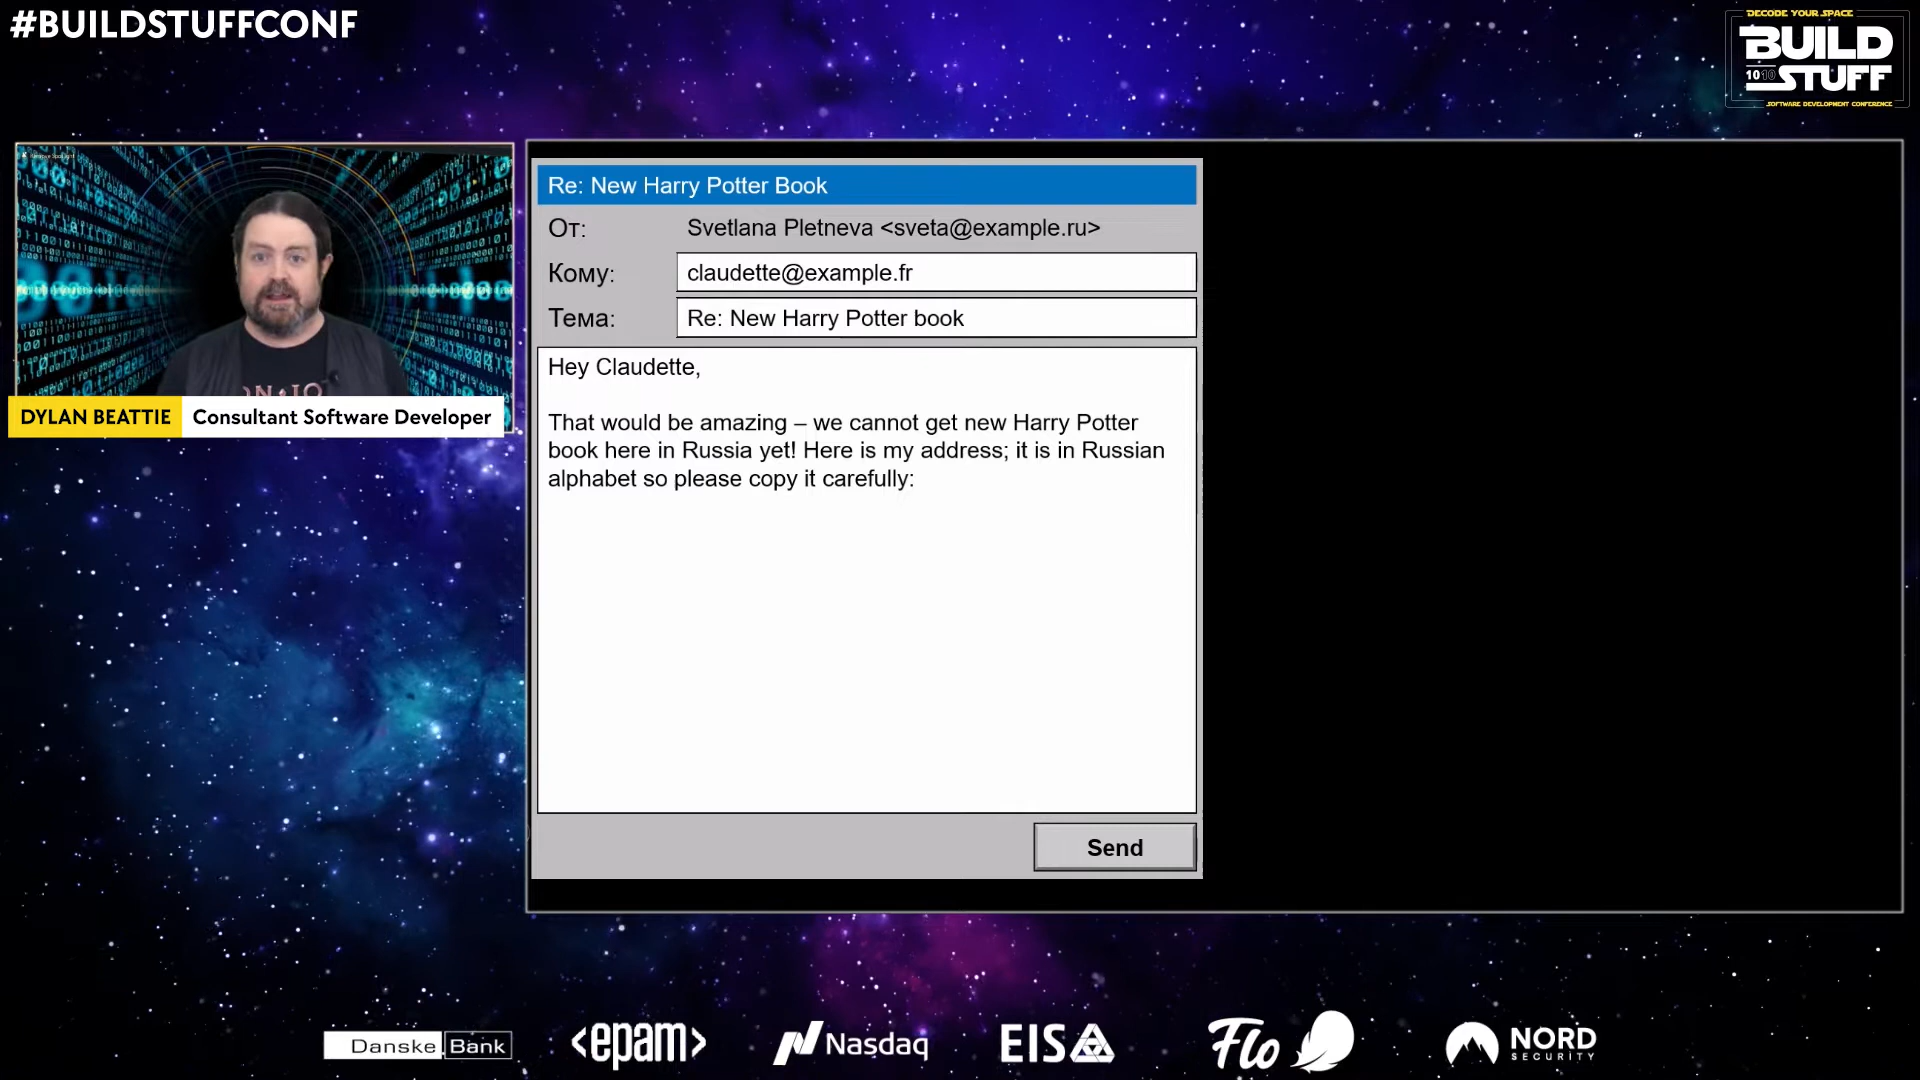 #BUILDSTUFFCONF
DECODE YOUR SPACE
BUILD
1010 STUFF
SOFTWARE DEVELOPMENT CONFERENCE
DYLAN BEATTIE Consultant Software Developer
Re: New Harry Potter Book
От: Svetlana Pletneva <sveta@example.ru>
Кому: claudette@example.fr
Тема: Re: New Harry Potter book
Hey Claudette,
That would be amazing – we cannot get new Harry Potter
book here in Russia yet! Here is my address; it is in Russian
alphabet so please copy it carefully:
Send
Danske Bank
<epam>
Nasdaq
EIS
Flo
NORD
SECURITY